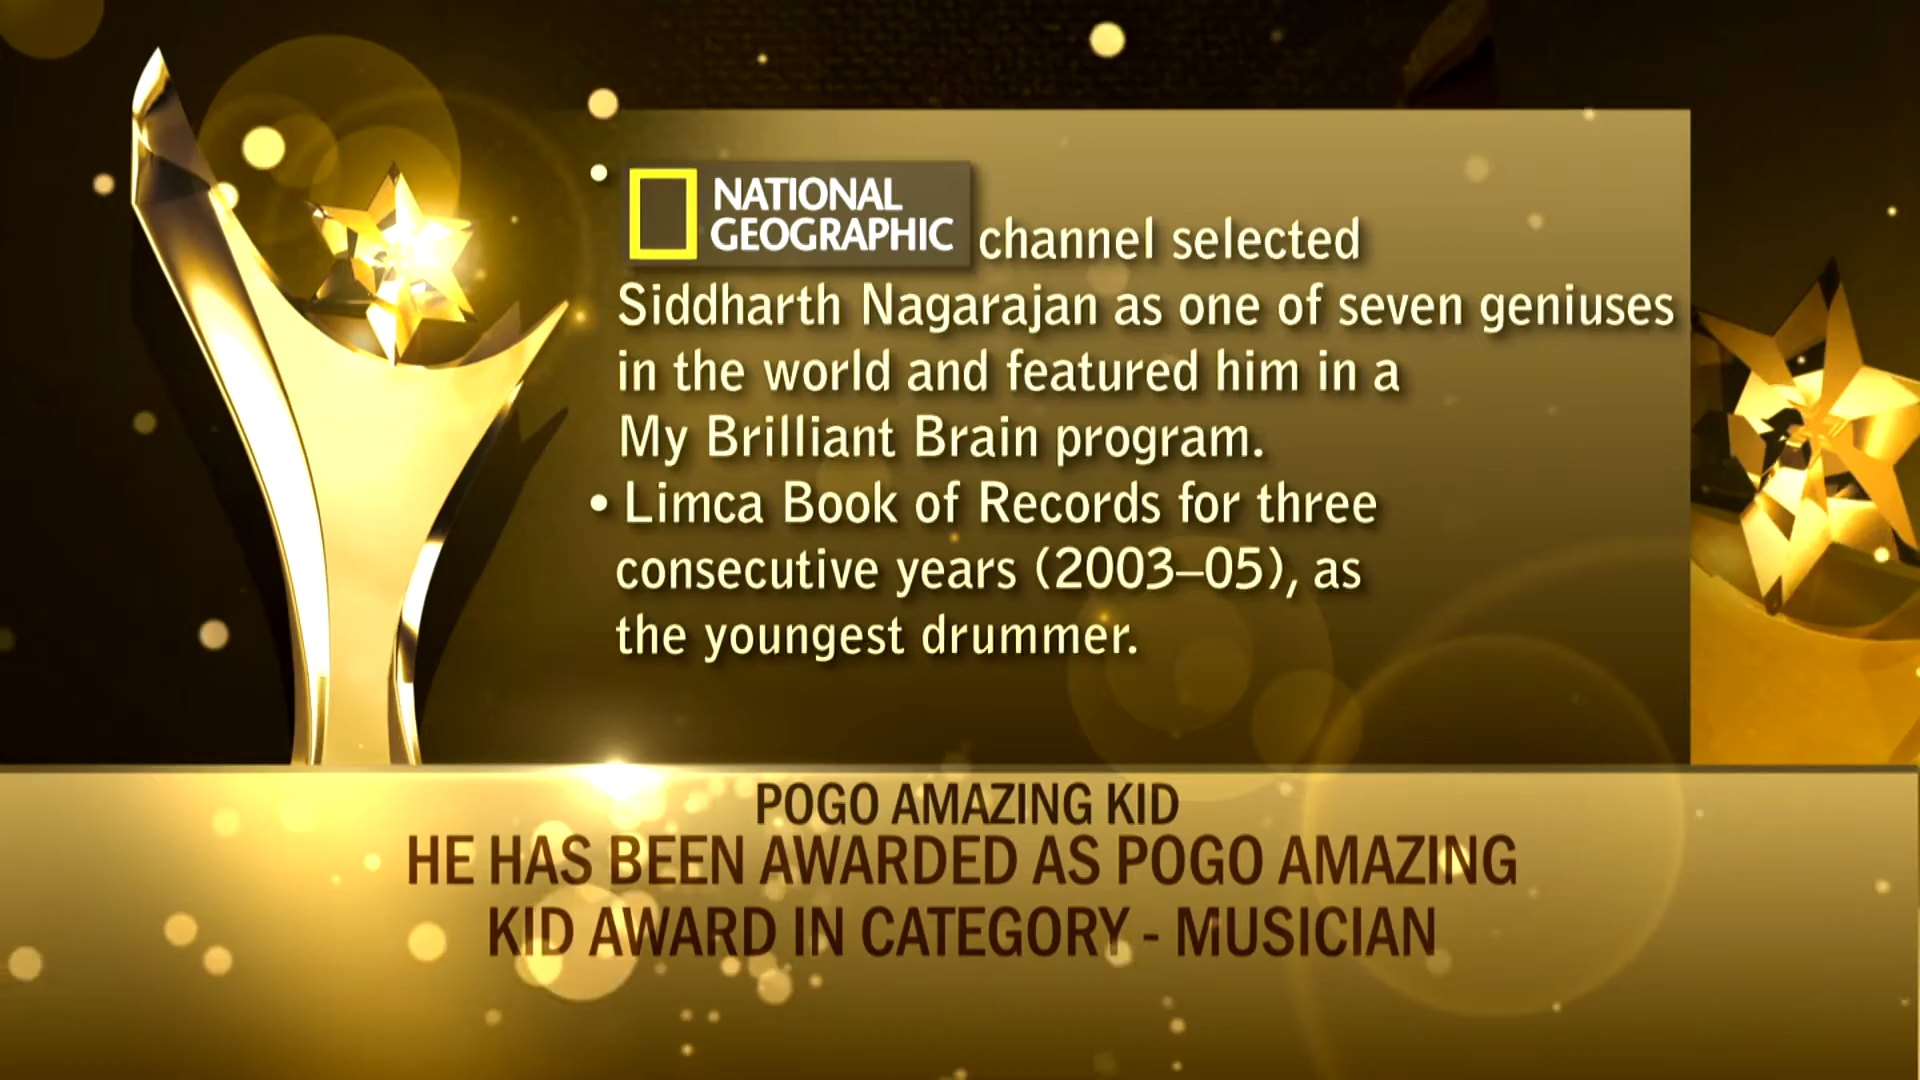 • NATIONAL
GEOGRAPHIC channel selected
Siddharth Nagarajan as one of seven geniuses
in the world and featured him in a
My Brilliant Brain program.
• Limca Book of Records for three
consecutive years (2003–05), as
the youngest drummer.
POGO AMAZING KID
HE HAS BEEN AWARDED AS POGO AMAZING
KID AWARD IN CATEGORY - MUSICIAN